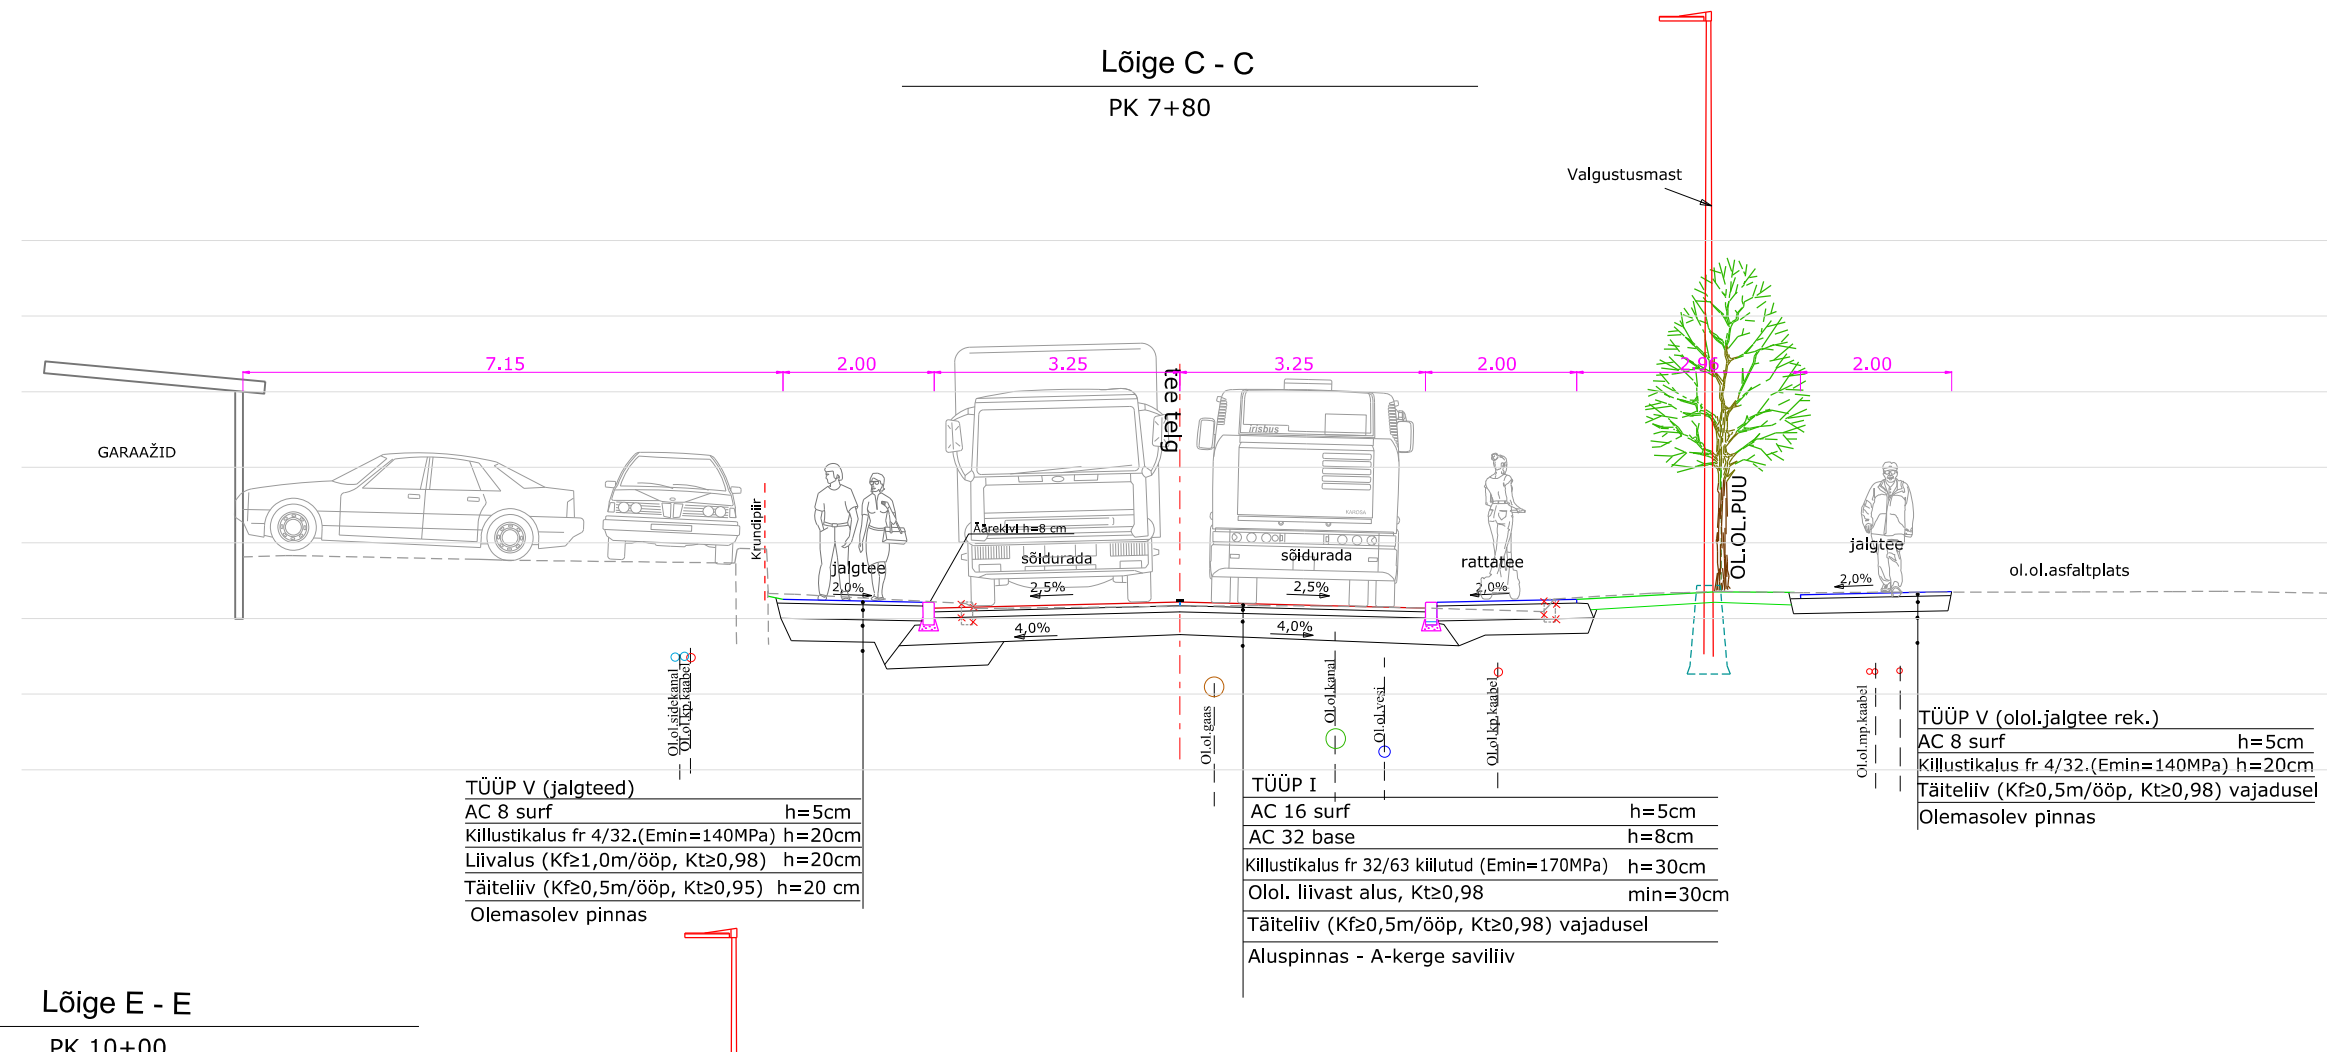 Lõige C - C
PK 7+80
Valgustusmast
7.15 2.00 3.25 3.25 2.00 2.96 2.00
tee telg
GARAAŽID
irisbus
KAROSA
OL.OL.PUU
Krundipiir
Äärekivi h=8 cm
jalgtee
sõidurada
sõidurada
rattatee
jalgtee
ol.ol.asfaltplats
2,0%
2,5%
2,5%
2,0%
2,0%
4,0%
4,0%
Ol.ol.sidekanal
Ol.ol.kp.kaabel
Ol.ol.gaas
Ol.ol.kanal
Ol.ol.vesi
Ol.ol.kp.kaabel
Ol.ol.mp.kaabel
TÜÜP V (jalgteed)
AC 8 surf h=5cm
Killustikalus fr 4/32.(Emin=140MPa) h=20cm
Liivalus (Kf≥1,0m/ööp, Kt≥0,98) h=20cm
Täiteliiv (Kf≥0,5m/ööp, Kt≥0,95) h=20 cm
Olemasolev pinnas
TÜÜP I
AC 16 surf h=5cm
AC 32 base h=8cm
Killustikalus fr 32/63 kiilutud (Emin=170MPa) h=30cm
Olol. liivast alus, Kt≥0,98 min=30cm
Täiteliiv (Kf≥0,5m/ööp, Kt≥0,98) vajadusel
Aluspinnas - A-kerge saviliiv
TÜÜP V (olol.jalgtee rek.)
AC 8 surf h=5cm
Killustikalus fr 4/32.(Emin=140MPa) h=20cm
Täiteliiv (Kf≥0,5m/ööp, Kt≥0,98) vajadusel
Olemasolev pinnas
Lõige E - E
PK 10+00